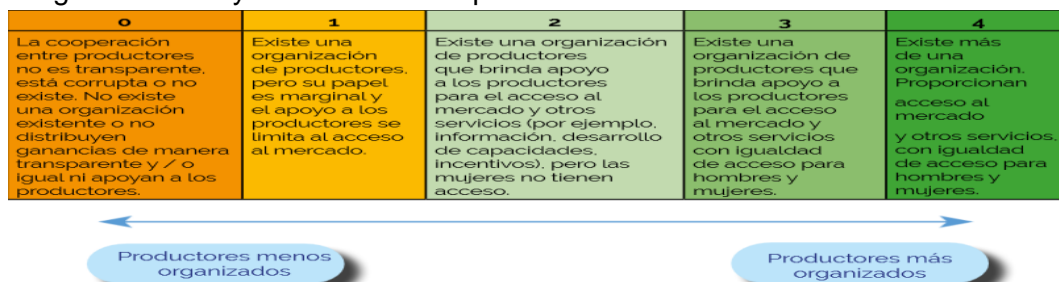 0
La cooperación
entre productores
no es transparente,
está corrupta o no
existe. No existe
una organización
existente o no
distribuyen
ganancias de manera
transparente y / o
igual ni apoyan a los
productores.
1
Existe una
organización
de productores,
pero su papel
es marginal y
el apoyo a los
productores se
limita al acceso
al mercado.
2
Existe una organización
de productores
que brinda apoyo
a los productores
para el acceso al
mercado y otros
servicios (por ejemplo,
información, desarrollo
de capacidades,
incentivos), pero las
mujeres no tienen
acceso.
3
Existe una
organización de
productores que
brinda apoyo a
los productores
para el acceso
al mercado y
otros servicios
con igualdad
de acceso para
hombres y
mujeres.
4
Existe más
de una
organización.
Proporcionan
acceso al
mercado
y otros servicios,
con igualdad
de acceso para
hombres y
mujeres.
Productores menos
organizados
Productores más
organizados